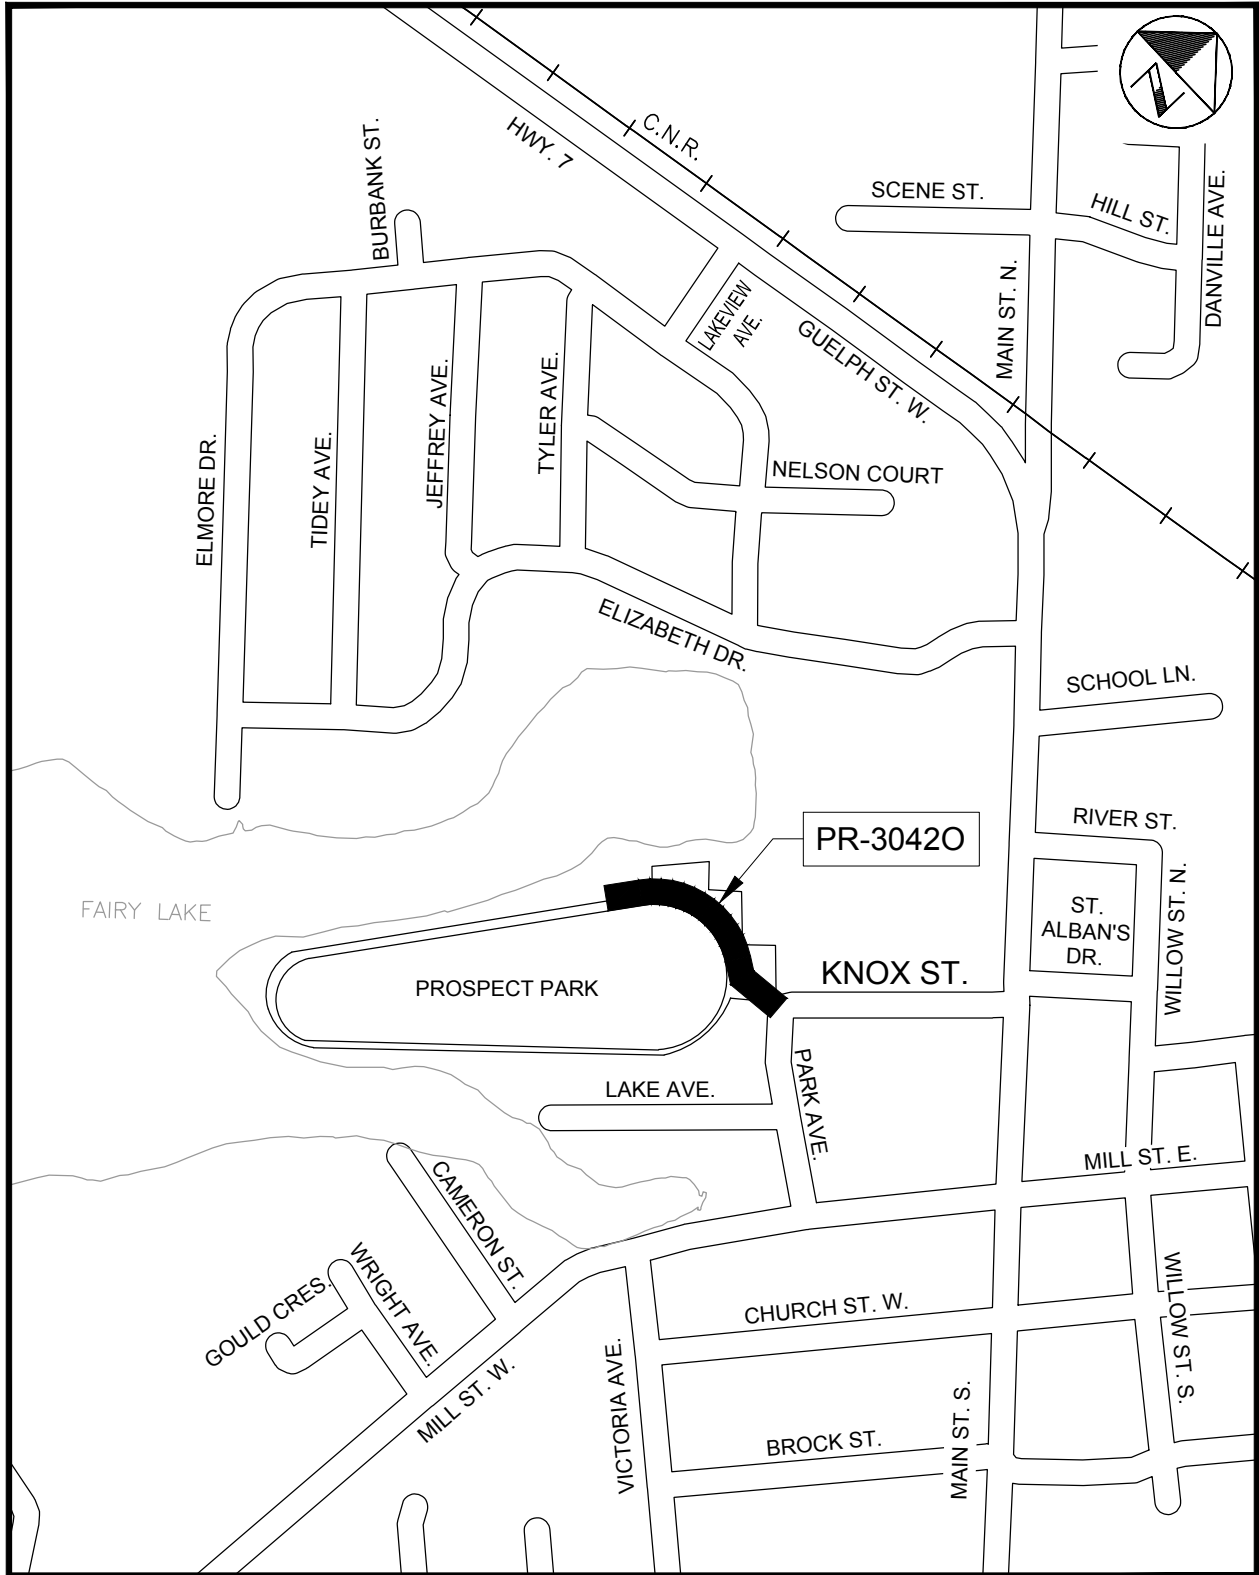 C.N.R.
HWY. 7
BURBANK ST.
SCENE ST.
HILL ST.
DANVILLE AVE.
MAIN ST. N.
LAKEVIEW
AVE.
GUELPH ST. W.
ELMORE DR.
TIDEY AVE.
JEFFREY AVE.
TYLER AVE.
NELSON COURT
ELIZABETH DR.
SCHOOL LN.
RIVER ST.
PR-3042O
WILLOW ST. N.
ST.
ALBAN'S
DR.
FAIRY LAKE
PROSPECT PARK
KNOX ST.
PARK AVE.
LAKE AVE.
MILL ST. E.
CAMERON ST.
WRIGHT AVE.
GOULD CRES.
CHURCH ST. W.
WILLOW ST. S.
MILL ST. W.
VICTORIA AVE.
BROCK ST.
MAIN ST. S.